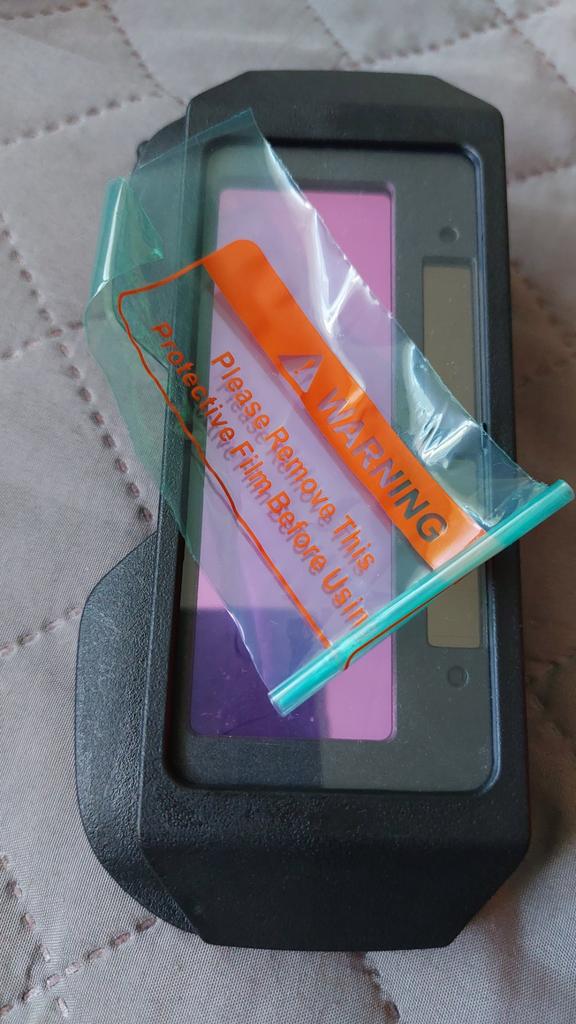 WARNING
Please Remove This
Protective Film Before Usin